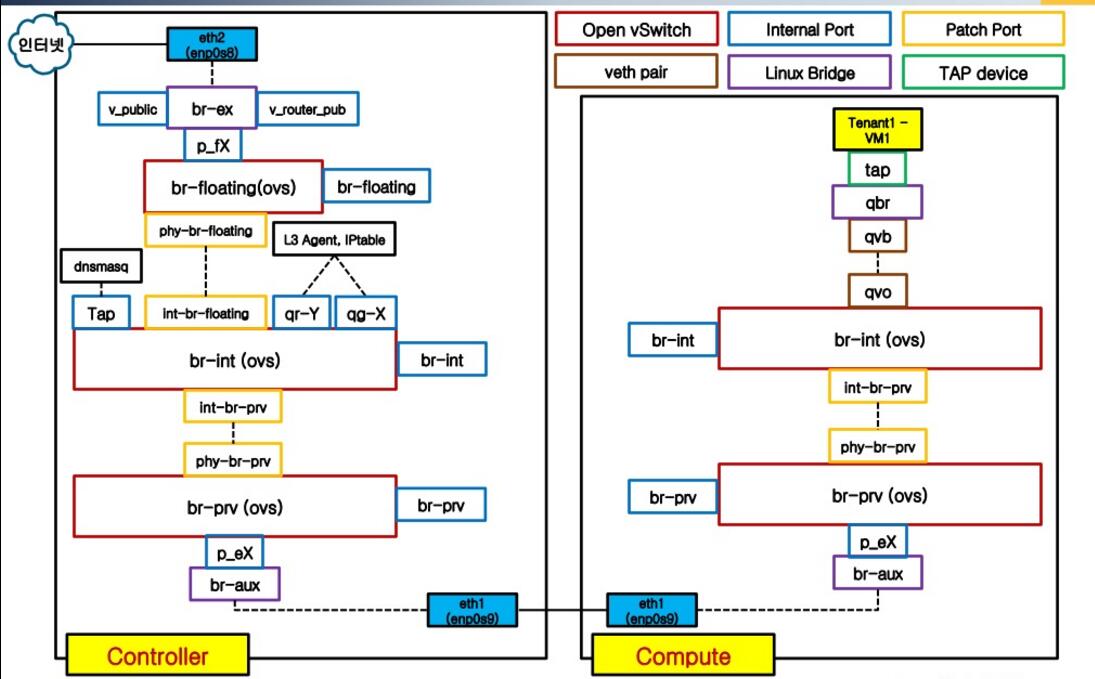 인터넷
eth2
(enp0s8)
v_public
br-ex
v_router_pub
p_fX
br-floating(ovs)
br-floating
phy-br-floating
L3 Agent, IPtable
dnsmasq
Tap
int-br-floating
qr-Y
qg-X
br-int (ovs)
br-int
int-br-prv
phy-br-prv
br-prv (ovs)
br-prv
p_eX
br-aux
eth1
(enp0s9)
Controller
Open vSwitch
Internal Port
Patch Port
veth pair
Linux Bridge
TAP device
Tenant1 -
VM1
tap
qbr
qvb
qvo
br-int
br-int (ovs)
int-br-prv
phy-br-prv
br-prv
br-prv (ovs)
p_eX
br-aux
eth1
(enp0s9)
Compute